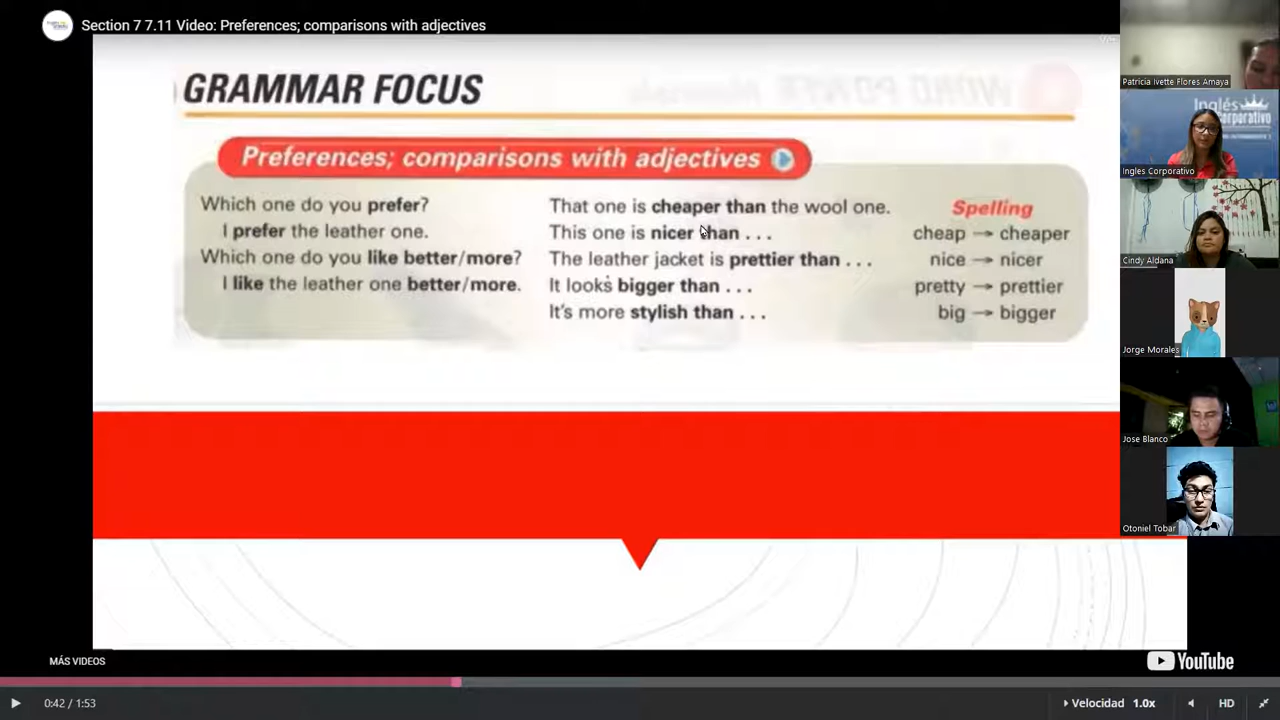 Section 7 7.11 Video: Preferences; comparisons with adjectives
GRAMMAR FOCUS
Preferences; comparisons with adjectives
Which one do you prefer?
I prefer the leather one.
Which one do you like better/more?
I like the leather one better/more.
That one is cheaper than the wool one.
This one is nicer than . . .
The leather jacket is prettier than . . .
It looks bigger than . . .
It's more stylish than . . .
Spelling
cheap → cheaper
nice → nicer
pretty → prettier
big → bigger
Patricia Ivette Flores Amaya
Inglés
Corporativo
Ingles Corporativo
Cindy Aldana
Jorge Morales
Jose Blanco
Otoniel Tobar
MÁS VIDEOS
YouTube
0:42 / 1:53
Velocidad 1.0x
HD